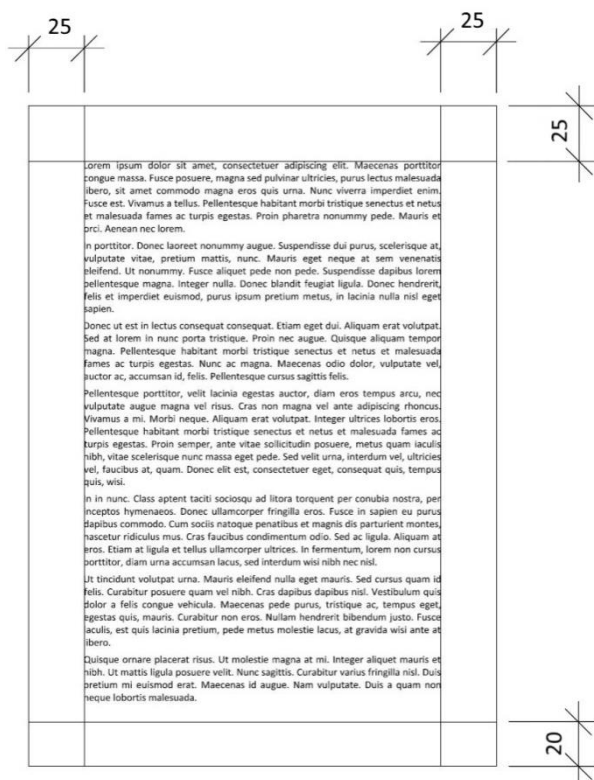 25
25
25
Lorem ipsum dolor sit amet, consectetuer adipiscing elit. Maecenas porttitor
congue massa. Fusce posuere, magna sed pulvinar ultricies, purus lectus malesuada
libero, sit amet commodo magna eros quis urna. Nunc viverra imperdiet enim.
Fusce est. Vivamus a tellus. Pellentesque habitant morbi tristique senectus et netus
et malesuada fames ac turpis egestas. Proin pharetra nonummy pede. Mauris et
orci. Aenean nec lorem.
In porttitor. Donec laoreet nonummy augue. Suspendisse dui purus, scelerisque at,
vulputate vitae, pretium mattis, nunc. Mauris eget neque at sem venenatis
eleifend. Ut nonummy. Fusce aliquet pede non pede. Suspendisse dapibus lorem
pellentesque magna. Integer nulla. Donec blandit feugiat ligula. Donec hendrerit,
felis et imperdiet euismod, purus ipsum pretium metus, in lacinia nulla nisl eget
sapien.
Donec ut est in lectus consequat consequat. Etiam eget dui. Aliquam erat volutpat.
Sed at lorem in nunc porta tristique. Proin nec augue. Quisque aliquam tempor
magna. Pellentesque habitant morbi tristique senectus et netus et malesuada
fames ac turpis egestas. Nunc ac magna. Maecenas odio dolor, vulputate vel,
auctor ac, accumsan id, felis. Pellentesque cursus sagittis felis.
Pellentesque porttitor, velit lacinia egestas auctor, diam eros tempus arcu, nec
vulputate augue magna vel risus. Cras non magna vel ante adipiscing rhoncus.
Vivamus a mi. Morbi neque. Aliquam erat volutpat. Integer ultrices lobortis eros.
Pellentesque habitant morbi tristique senectus et netus et malesuada fames ac
turpis egestas. Proin semper, ante vitae sollicitudin posuere, metus quam iaculis
nibh, vitae scelerisque nunc massa eget pede. Sed velit urna, interdum vel, ultricies
vel, faucibus at, quam. Donec elit est, consectetuer eget, consequat quis, tempus
quis, wisi.
In in nunc. Class aptent taciti sociosqu ad litora torquent per conubia nostra, per
inceptos hymenaeos. Donec ullamcorper fringilla eros. Fusce in sapien eu purus
dapibus commodo. Cum sociis natoque penatibus et magnis dis parturient montes,
nascetur ridiculus mus. Cras faucibus condimentum odio. Sed ac ligula. Aliquam at
eros. Etiam at ligula et tellus ullamcorper ultrices. In fermentum, lorem non cursus
porttitor, diam urna accumsan lacus, sed interdum wisi nibh nec nisl.
Ut tincidunt volutpat urna. Mauris eleifend nulla eget mauris. Sed cursus quam id
felis. Curabitur posuere quam vel nibh. Cras dapibus dapibus nisl. Vestibulum quis
dolor a felis congue vehicula. Maecenas pede purus, tristique ac, tempus eget,
egestas quis, mauris. Curabitur non eros. Nullam hendrerit bibendum justo. Fusce
iaculis, est quis lacinia pretium, pede metus molestie lacus, at gravida wisi ante at
libero.
Quisque ornare placerat risus. Ut molestie magna at mi. Integer aliquet mauris et
nibh. Ut mattis ligula posuere velit. Nunc sagittis. Curabitur varius fringilla nisl. Duis
pretium mi euismod erat. Maecenas id augue. Nam vulputate. Duis a quam non
neque lobortis malesuada.
20